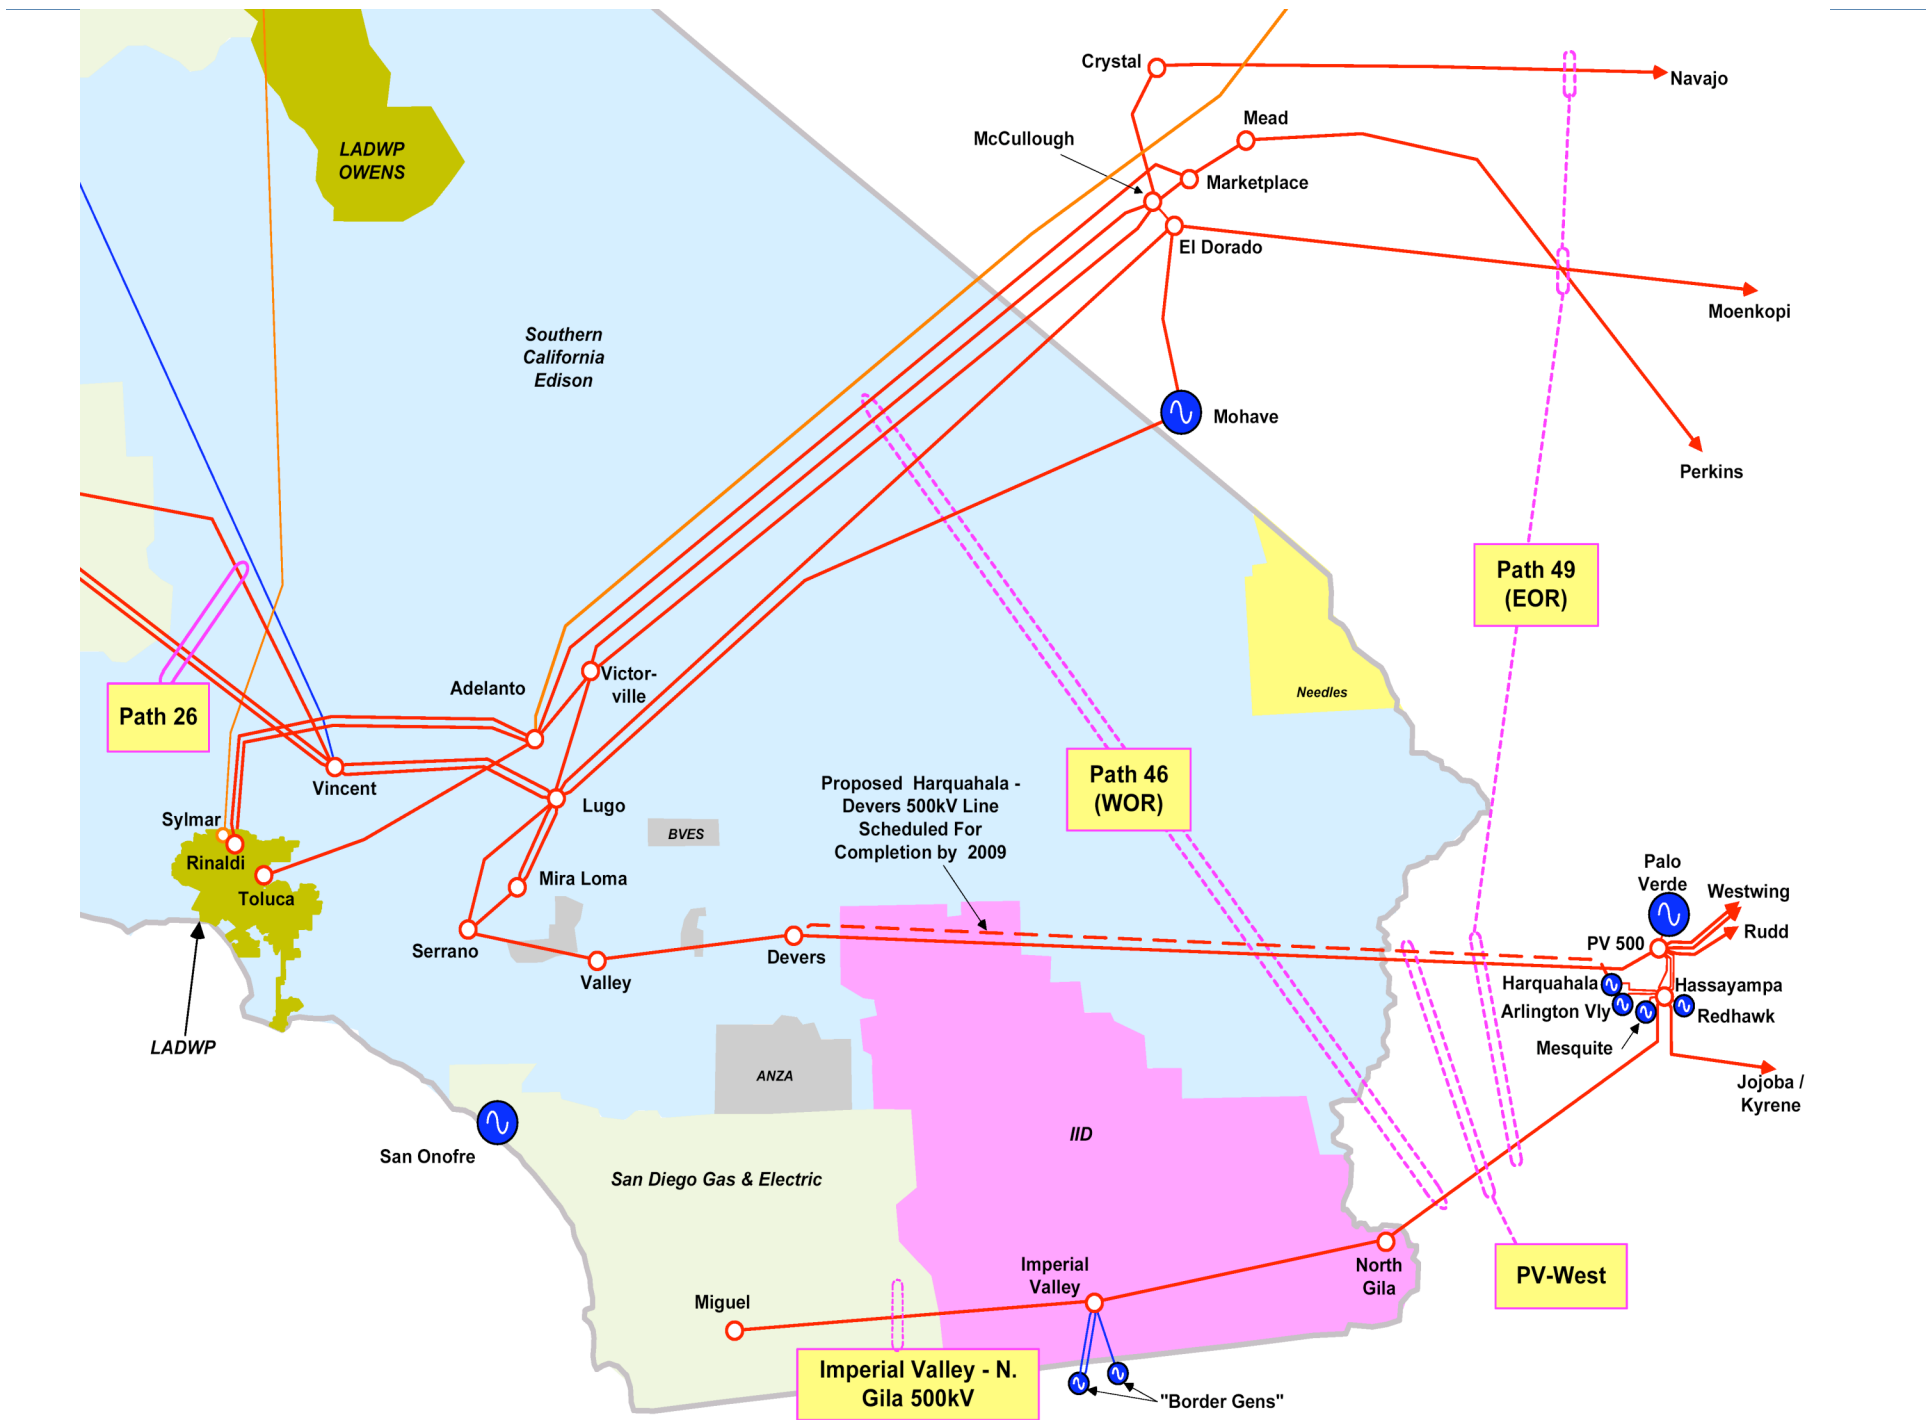 Crystal
Navajo
Mead
McCullough
LADWP
OWENS
Marketplace
El Dorado
Moenkopi
Southern
California
Edison
Mohave
Perkins
Path 49
(EOR)
Adelanto
Victor-
ville
Needles
Path 26
Vincent
Path 46
(WOR)
Proposed Harquahala -
Devers 500kV Line
Scheduled For
Completion by 2009
Lugo
Sylmar
BVES
Rinaldi
Mira Loma
Toluca
Palo
Verde
Westwing
Rudd
Serrano
Devers
PV 500
Valley
Harquahala
Hassayampa
Arlington Vly
Redhawk
LADWP
Mesquite
ANZA
Jojoba /
Kyrene
IID
San Onofre
San Diego Gas & Electric
Imperial
Valley
North
Gila
PV-West
Miguel
Imperial Valley - N.
Gila 500kV
"Border Gens"